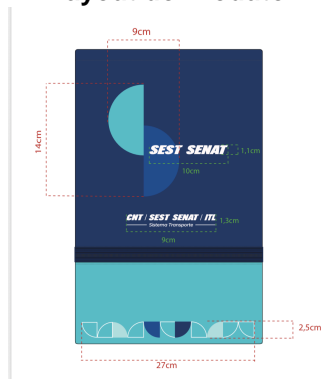 9cm
14cm
SEST SENAT
1,1cm
10cm
CNT | SEST SENAT | ITL
Sistema Transporte
1,3cm
9cm
2,5cm
27cm